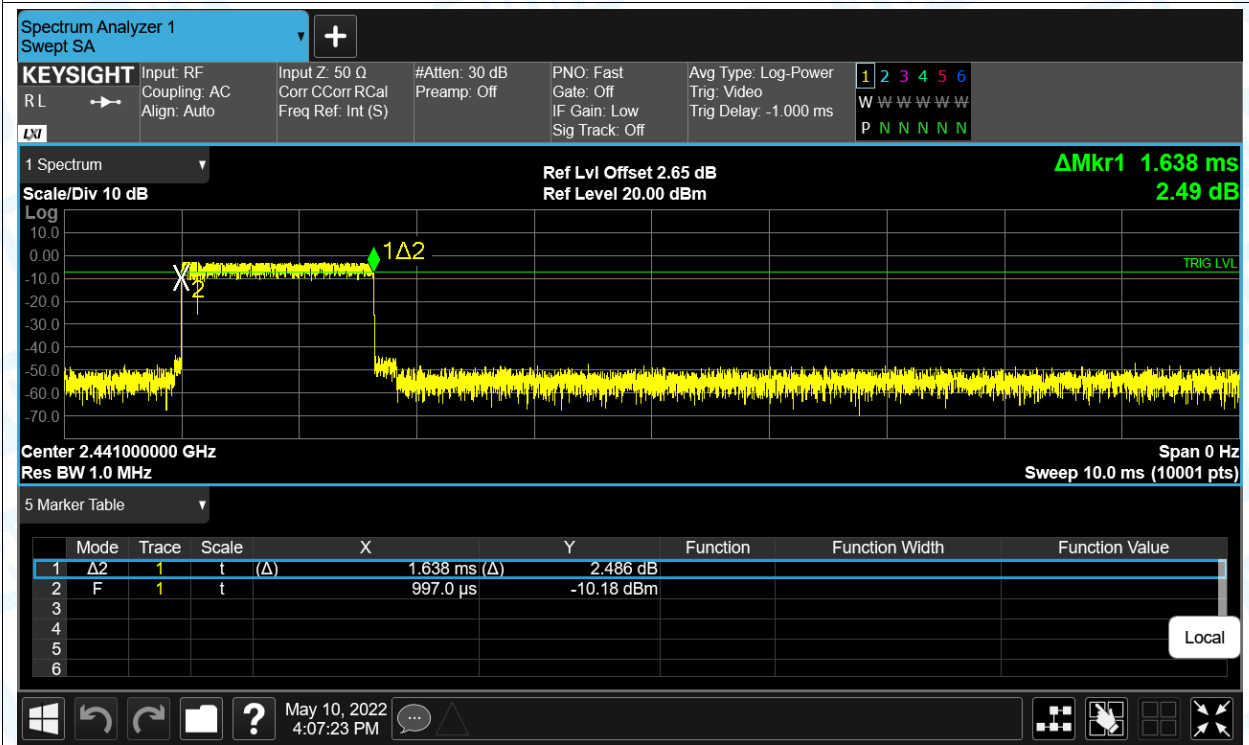 Spectrum Analyzer 1
Swept SA
KEYSIGHT Input: RF Input Z: 50 Ω #Atten: 30 dB PNO: Fast Avg Type: Log-Power 1 2 3 4 5 6
R L Coupling: AC Corr CCorr RCal Preamp: Off Gate: Off Trig: Video W W W W W W
Align: Auto Freq Ref: Int (S) IF Gain: Low Trig Delay: -1.000 ms
LXI Sig Track: Off P N N N N N
1 Spectrum Ref Lvl Offset 2.65 dB ΔMkr1 1.638 ms
Scale/Div 10 dB Ref Level 20.00 dBm 2.49 dB
Log
10.0
0.00 1Δ2
TRIG LVL
-10.0
2
-20.0
-30.0
-40.0
-50.0
-60.0
-70.0
Center 2.441000000 GHz Span 0 Hz
Res BW 1.0 MHz Sweep 10.0 ms (10001 pts)
5 Marker Table
Mode Trace Scale X Y Function Function Width Function Value
1 Δ2 1 t (Δ) 1.638 ms (Δ) 2.486 dB
2 F 1 t 997.0 µs -10.18 dBm
3
4
5
6
Local
? May 10, 2022
4:07:23 PM